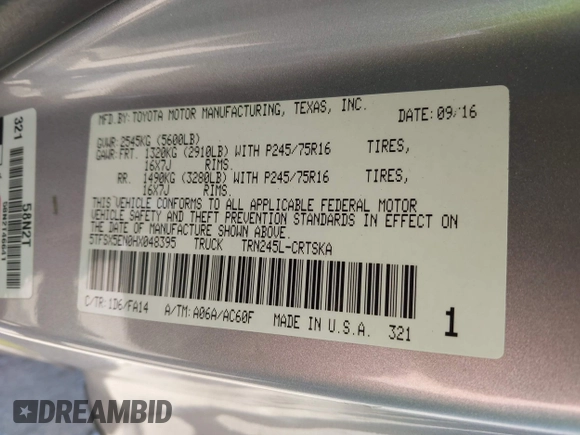 MFD.BY:TOYOTA MOTOR MANUFACTURING, TEXAS, INC. DATE: 09/16
GVWR: 2545KG (5600LB)
GAWR:FRT. 1320KG (2910LB) WITH P245/75R16 TIRES,
16X7J RIMS.
RR. 1490KG (3280LB) WITH P245/75R16 TIRES,
16X7J RIMS.
THIS VEHICLE CONFORMS TO ALL APPLICABLE FEDERAL MOTOR
VEHICLE SAFETY AND THEFT PREVENTION STANDARDS IN EFFECT ON
THE DATE OF MANUFACTURE SHOWN ABOVE.
5TFSX5EN0HX048395 TRUCK TRN245L-CRTSKA
C/TR: 1D6/FA14 A/TM: A06A/AC60F MADE IN U.S.A. 321
1
321
58N2T
DREAMBID